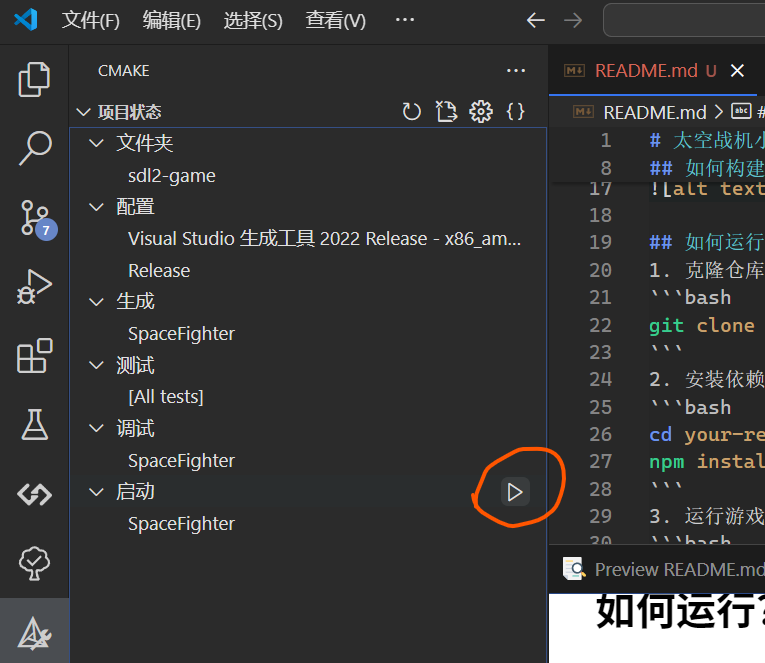 文件(F) 编辑(E) 选择(S) 查看(V) ···
CMAKE
项目状态
文件夹
sdl2-game
配置
Visual Studio 生成工具 2022 Release - x86_am...
Release
生成
SpaceFighter
测试
[All tests]
调试
SpaceFighter
启动
SpaceFighter
7
README.md U
README.md > #
1 # 太空战机小
8 ## 如何构建
17 ![alt text
18
19 ## 如何运行
20 1. 克隆仓库
21 ```bash
22 git clone
23 ```
24 2. 安装依赖
25 ```bash
26 cd your-re
27 npm instal
28 ```
29 3. 运行游戏
30 ```bash
Preview README.md
如何运行?